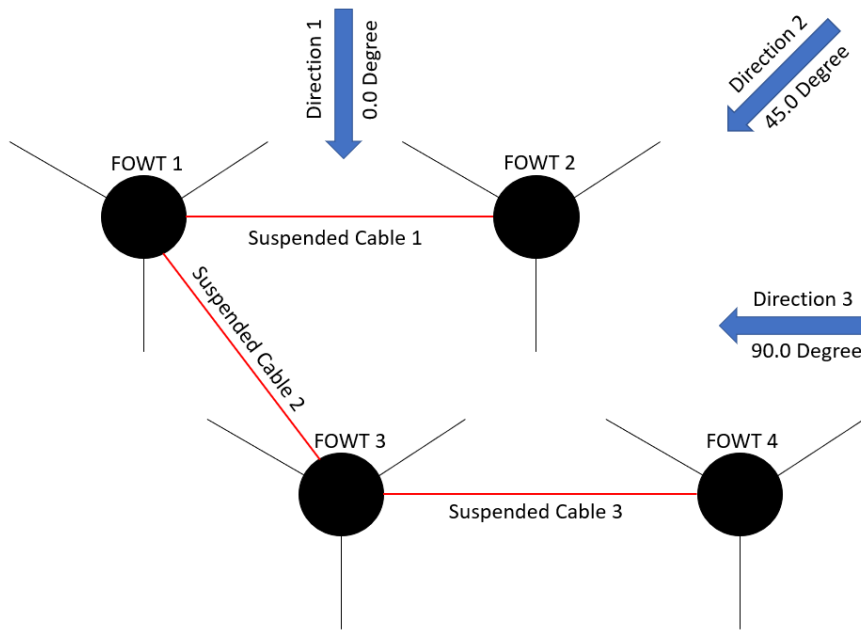 Direction 1
0.0 Degree
Direction 2
45.0 Degree
FOWT 1
FOWT 2
Suspended Cable 1
Suspended Cable 2
Direction 3
90.0 Degree
FOWT 3
FOWT 4
Suspended Cable 3